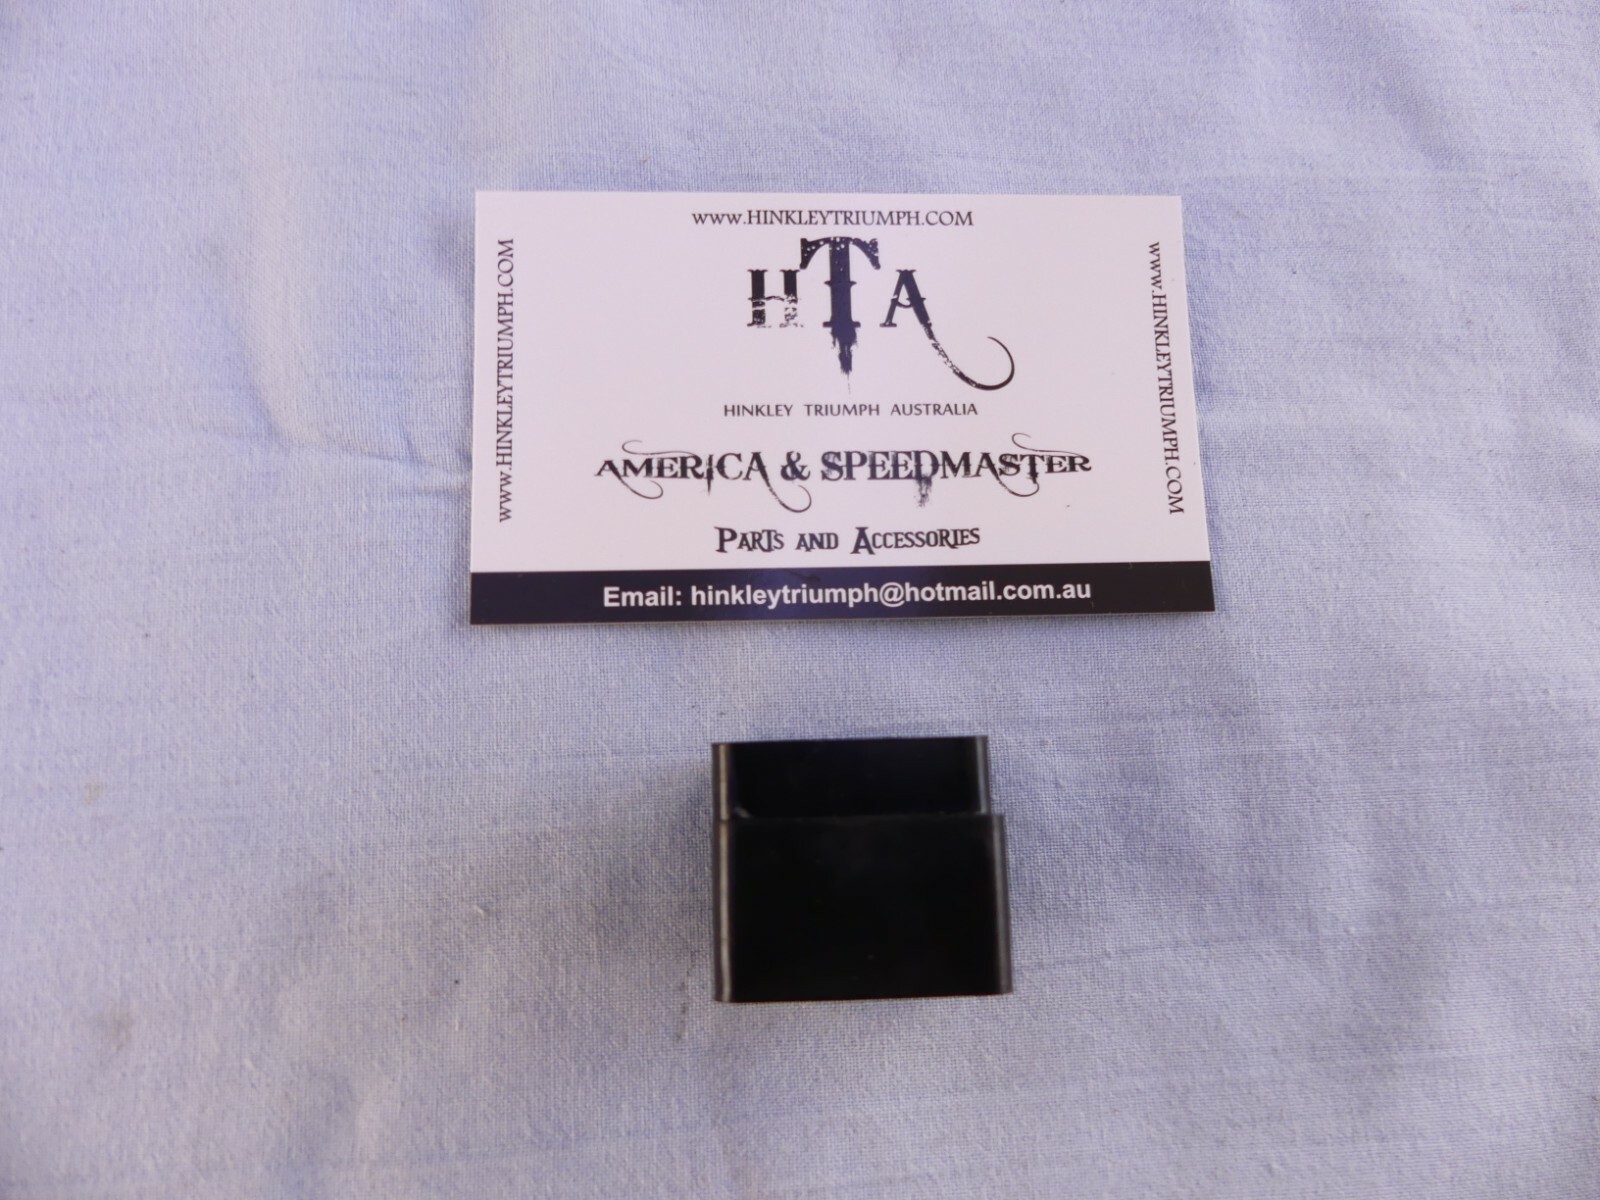 www.HINKLEYTRIUMPH.COM
www.HINKLEYTRIUMPH.COM
www.HINKLEYTRIUMPH.COM
HTA
HINKLEY TRIUMPH AUSTRALIA
AMERICA & SPEEDMASTER
PARTS AND ACCESSORIES
Email: hinkleytriumph@hotmail.com.au